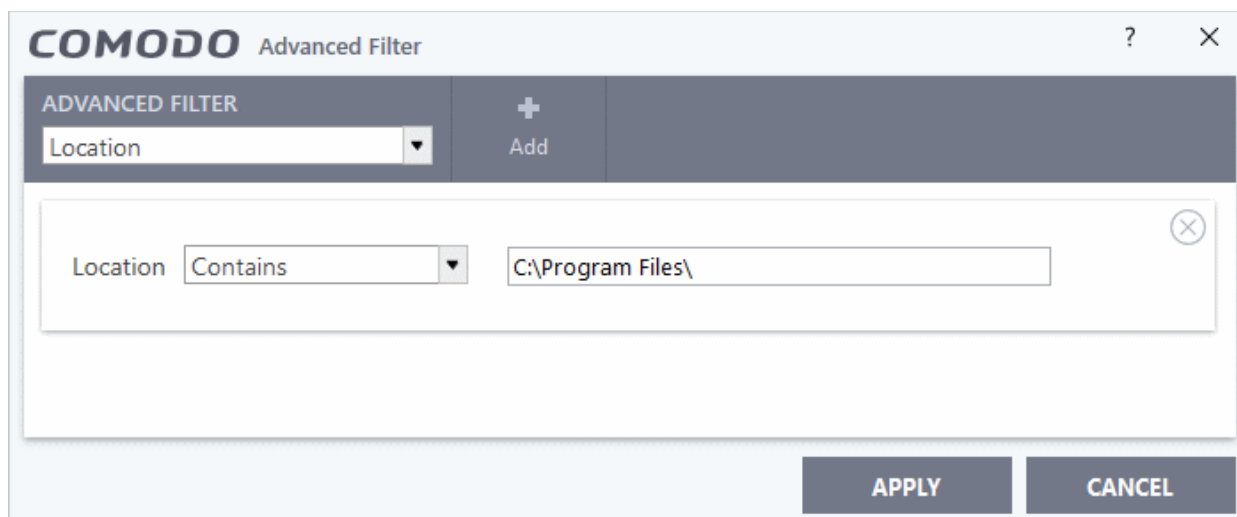 COMODO Advanced Filter ?
ADVANCED FILTER
Location
Add
Location Contains C:\Program Files\
APPLY CANCEL